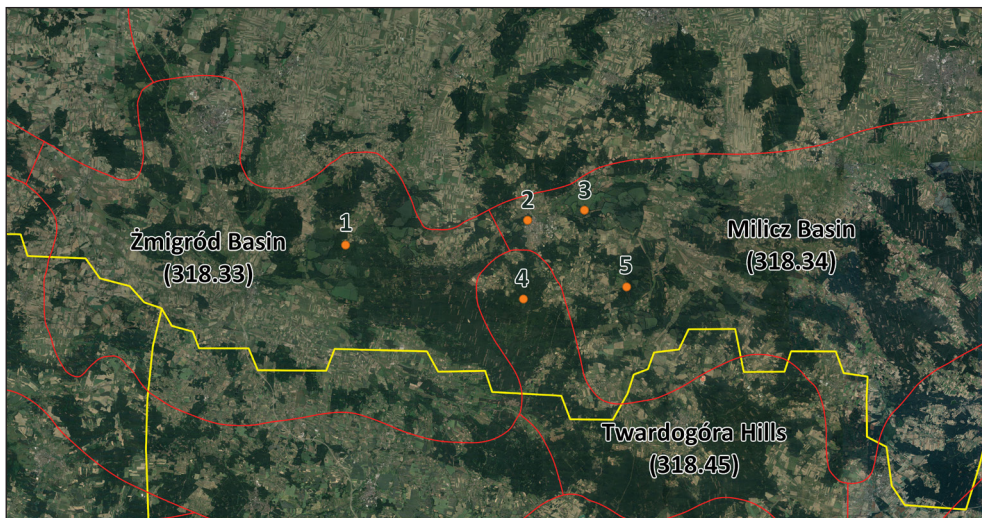 1
2
3
Żmigród Basin
(318.33)
Milicz Basin
(318.34)
4
5
Twardogóra Hills
(318.45)